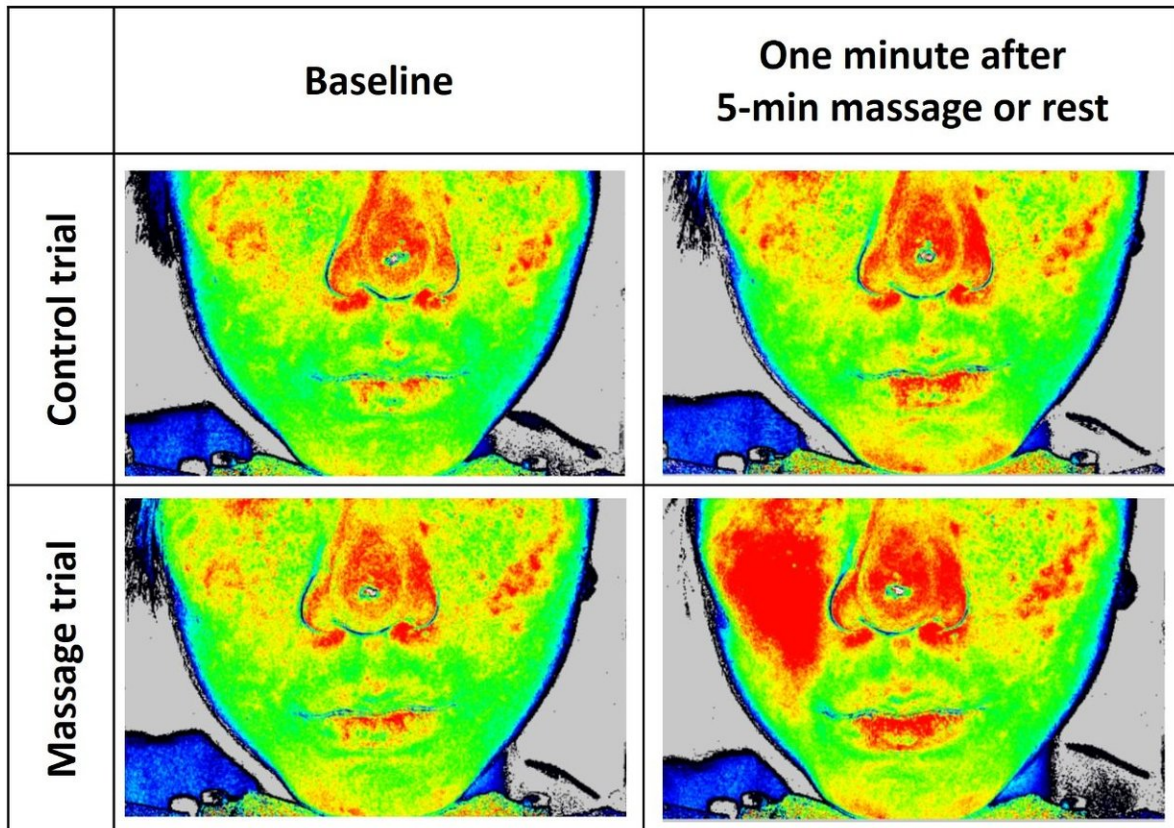 Baseline
One minute after
5-min massage or rest
Control trial
Massage trial